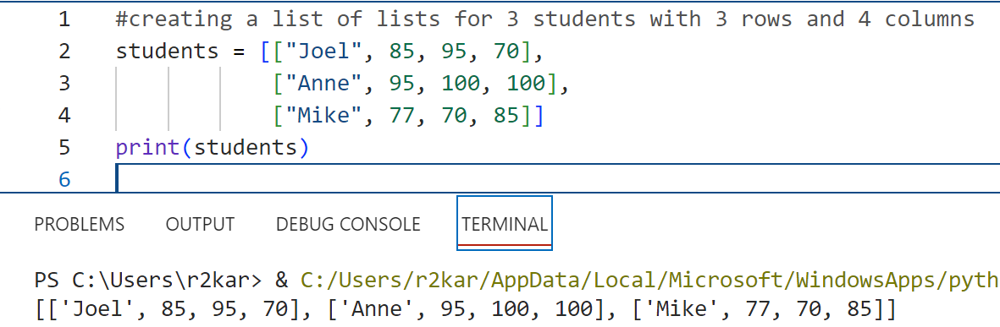 1 #creating a list of lists for 3 students with 3 rows and 4 columns
2 students = [["Joel", 85, 95, 70],
3 ["Anne", 95, 100, 100],
4 ["Mike", 77, 70, 85]]
5 print(students)
6
PROBLEMS OUTPUT DEBUG CONSOLE TERMINAL
PS C:\Users\r2kar> & C:/Users/r2kar/AppData/Local/Microsoft/WindowsApps/pyth
[['Joel', 85, 95, 70], ['Anne', 95, 100, 100], ['Mike', 77, 70, 85]]